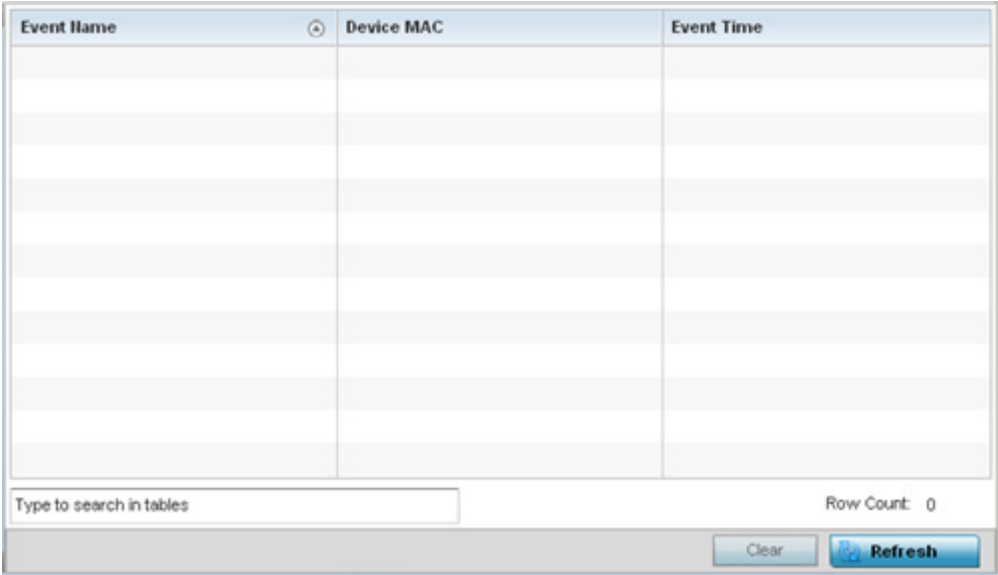 Event Name Device MAC Event Time
Type to search in tables Row Count: 0
Clear Refresh